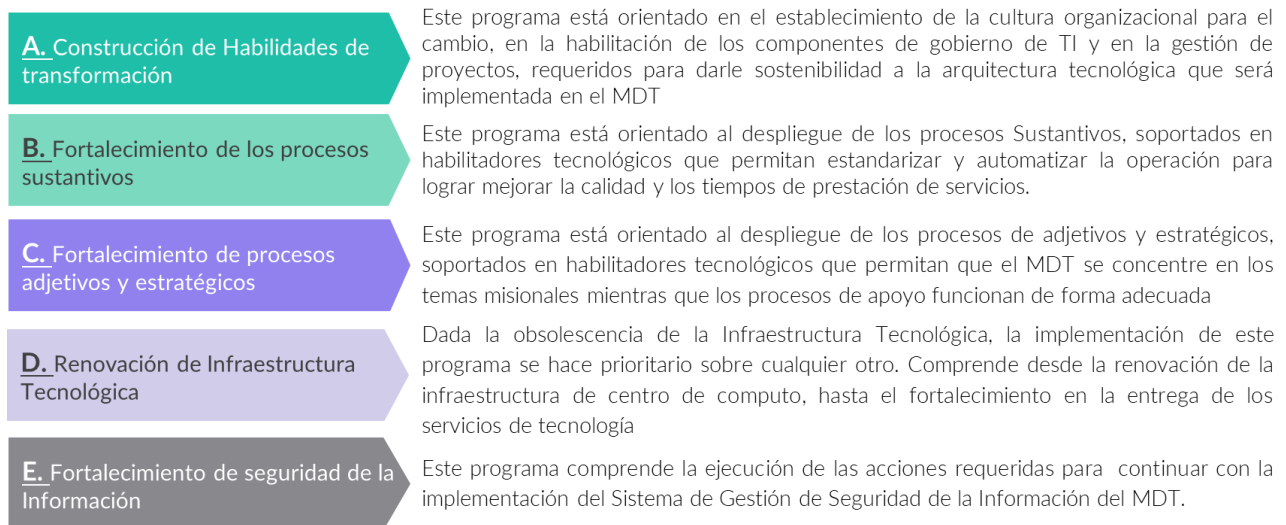 A. Construcción de Habilidades de
transformación
Este programa está orientado en el establecimiento de la cultura organizacional para el
cambio, en la habilitación de los componentes de gobierno de TI y en la gestión de
proyectos, requeridos para darle sostenibilidad a la arquitectura tecnológica que será
implementada en el MDT
B. Fortalecimiento de los procesos
sustantivos
Este programa está orientado al despliegue de los procesos Sustantivos, soportados en
habilitadores tecnológicos que permitan estandarizar y automatizar la operación para
lograr mejorar la calidad y los tiempos de prestación de servicios.
C. Fortalecimiento de procesos
adjetivos y estratégicos
Este programa está orientado al despliegue de los procesos de adjetivos y estratégicos,
soportados en habilitadores tecnológicos que permitan que el MDT se concentre en los
temas misionales mientras que los procesos de apoyo funcionan de forma adecuada
D. Renovación de Infraestructura
Tecnológica
Dada la obsolescencia de la Infraestructura Tecnológica, la implementación de este
programa se hace prioritario sobre cualquier otro. Comprende desde la renovación de la
infraestructura de centro de computo, hasta el fortalecimiento en la entrega de los
servicios de tecnología
E. Fortalecimiento de seguridad de la
Información
Este programa comprende la ejecución de las acciones requeridas para continuar con la
implementación del Sistema de Gestión de Seguridad de la Información del MDT.